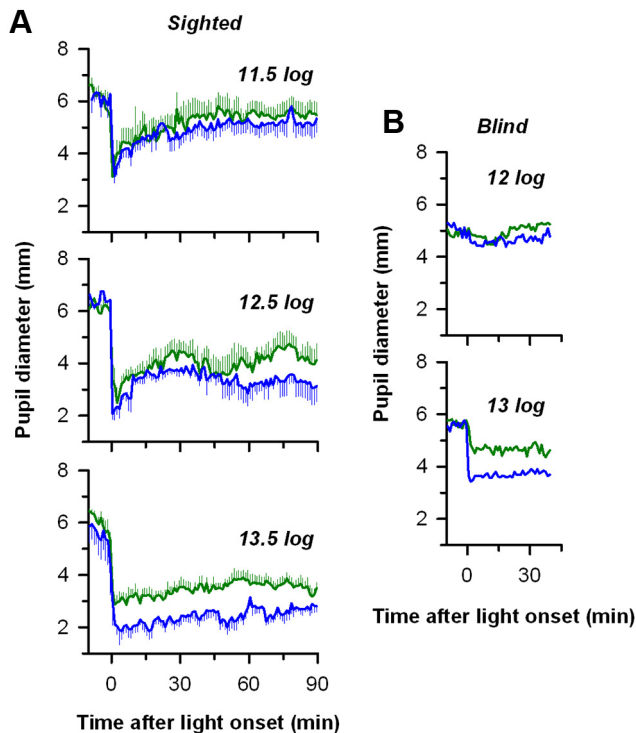 A
Sighted
11.5 log
8
6
4
2
12.5 log
8
6
4
2
13.5 log
8
6
4
2
0 30 60 90
Pupil diameter (mm)
Time after light onset (min)
B
Blind
12 log
8
6
4
2
13 log
8
6
4
2
0 30
Pupil diameter (mm)
Time after light onset (min)